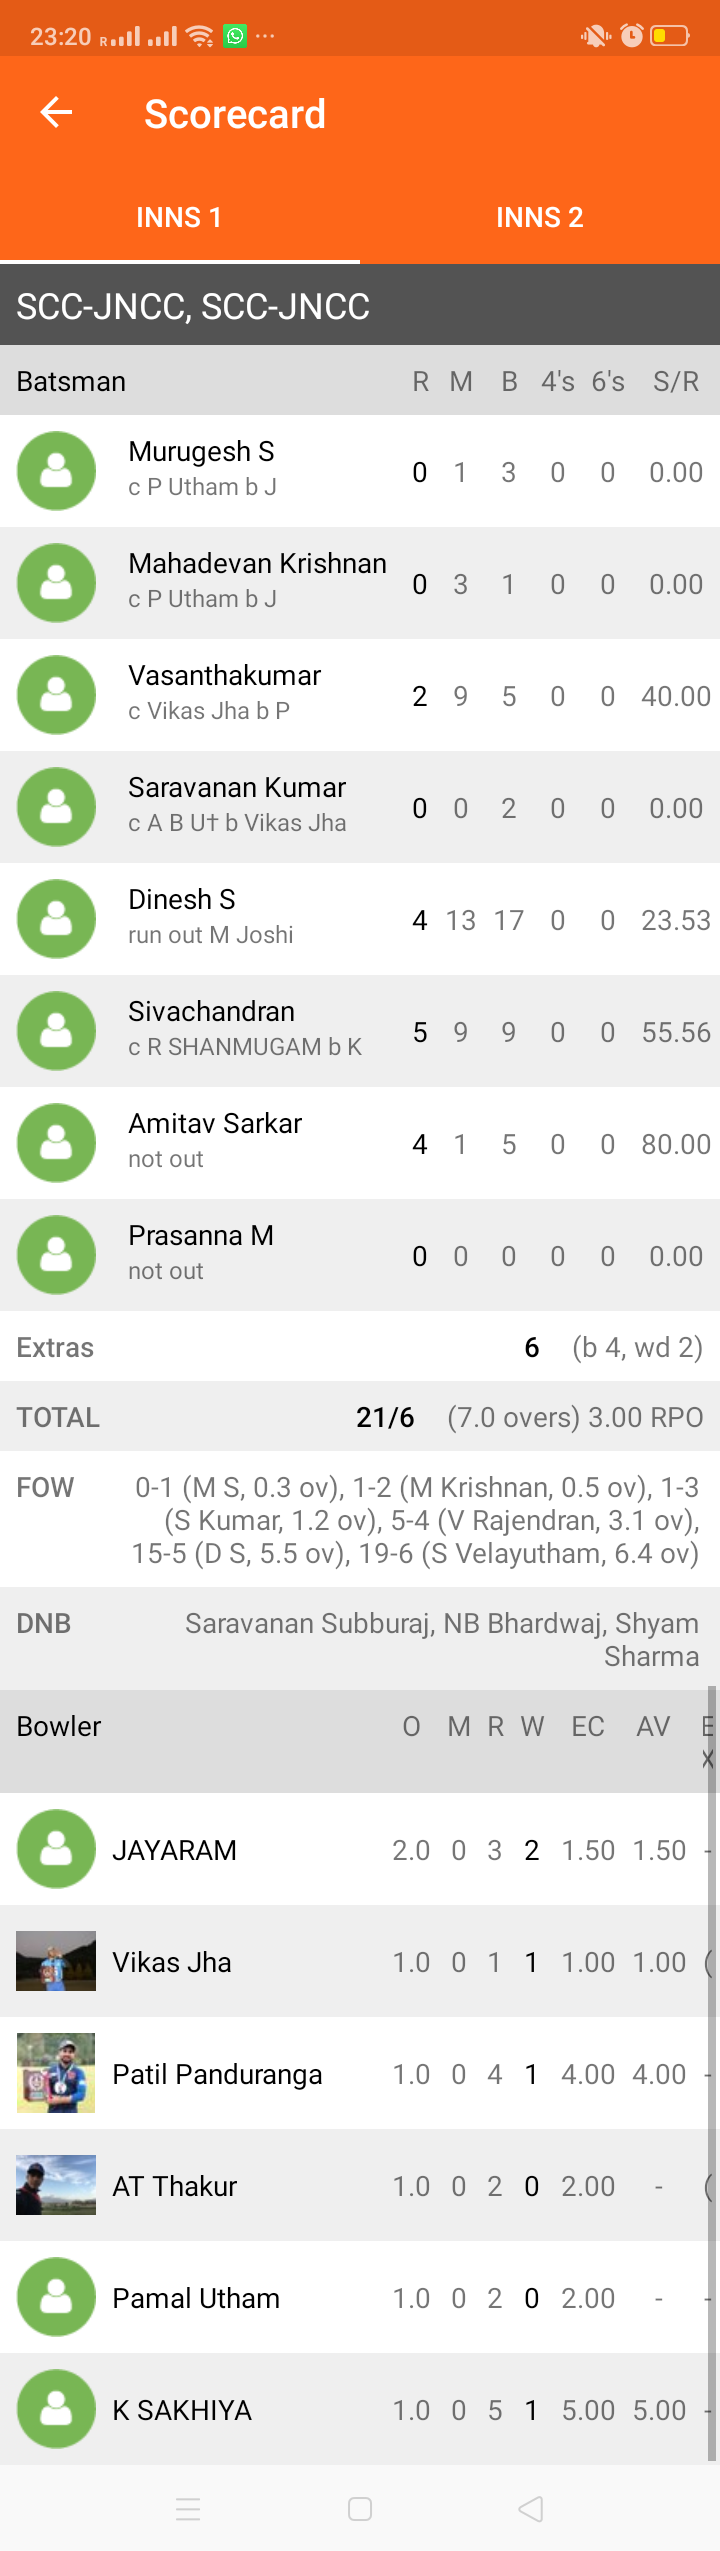 23:20 R
Scorecard
INNS 1 INNS 2
SCC-JNCC, SCC-JNCC
Batsman R M B 4's 6's S/R
Murugesh S
c P Utham b J 0 1 3 0 0 0.00
Mahadevan Krishnan
c P Utham b J 0 3 1 0 0 0.00
Vasanthakumar
c Vikas Jha b P 2 9 5 0 0 40.00
Saravanan Kumar
c A B U† b Vikas Jha 0 0 2 0 0 0.00
Dinesh S
run out M Joshi 4 13 17 0 0 23.53
Sivachandran
c R SHANMUGAM b K 5 9 9 0 0 55.56
Amitav Sarkar
not out 4 1 5 0 0 80.00
Prasanna M
not out 0 0 0 0 0 0.00
Extras 6 (b 4, wd 2)
TOTAL 21/6 (7.0 overs) 3.00 RPO
FOW 0-1 (M S, 0.3 ov), 1-2 (M Krishnan, 0.5 ov), 1-3
(S Kumar, 1.2 ov), 5-4 (V Rajendran, 3.1 ov),
15-5 (D S, 5.5 ov), 19-6 (S Velayutham, 6.4 ov)
DNB Saravanan Subburaj, NB Bhardwaj, Shyam
Sharma
Bowler O M R W EC AV
JAYARAM 2.0 0 3 2 1.50 1.50 -
Vikas Jha 1.0 0 1 1 1.00 1.00 (
Patil Panduranga 1.0 0 4 1 4.00 4.00 -
AT Thakur 1.0 0 2 0 2.00 - (
Pamal Utham 1.0 0 2 0 2.00 - -
K SAKHIYA 1.0 0 5 1 5.00 5.00 -